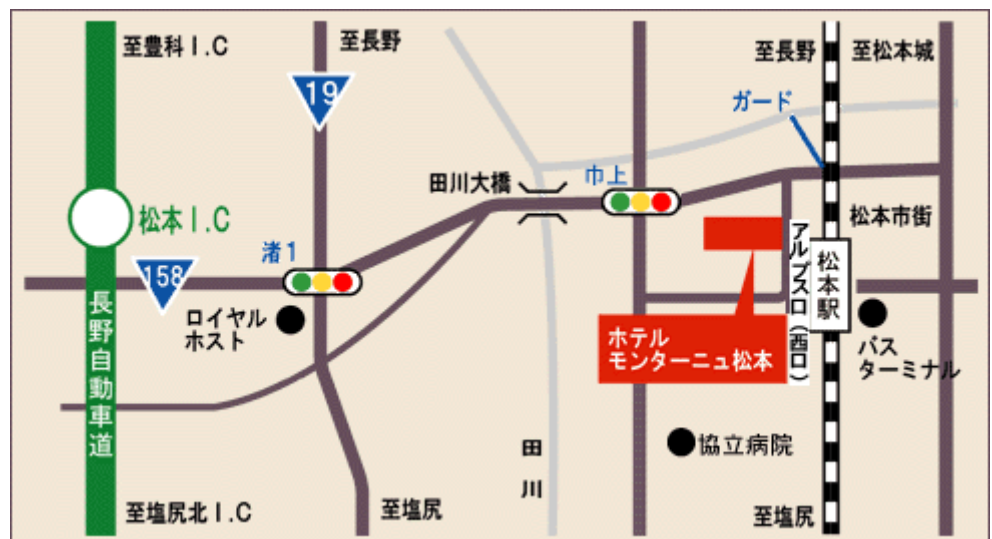 至豊科I.C
至長野
至長野
至松本城
19
ガード
田川大橋
巾上
松本I.C
松本市街
渚1
158
アルプス口(西口)
松本駅
長野自動車道
ロイヤル
ホスト
ホテル
モンターニュ松本
バス
ターミナル
協立病院
田川
至塩尻北I.C
至塩尻
至塩尻